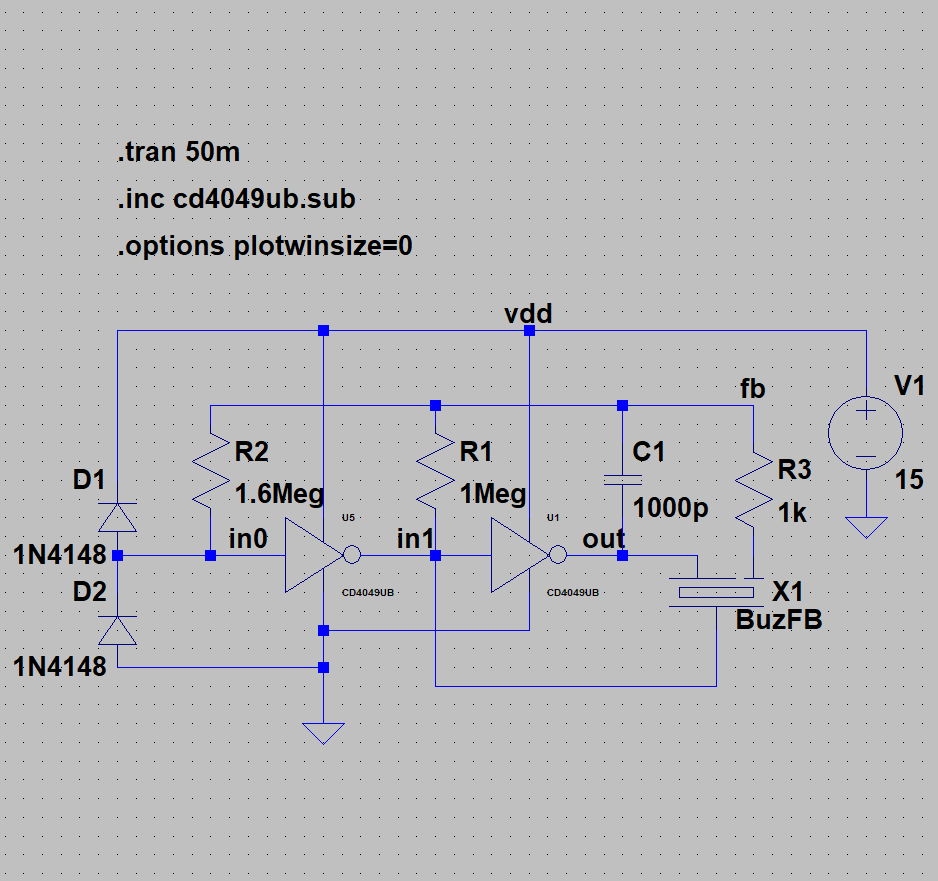 .tran 50m
.inc cd4049ub.sub
.options plotwinsize=0
vdd
fb
V1
15
R2
1.6Meg
R1
1Meg
C1
1000p
R3
1k
D1
1N4148
in0
U5
CD4049UB
in1
U1
CD4049UB
out
D2
1N4148
X1
BuzFB